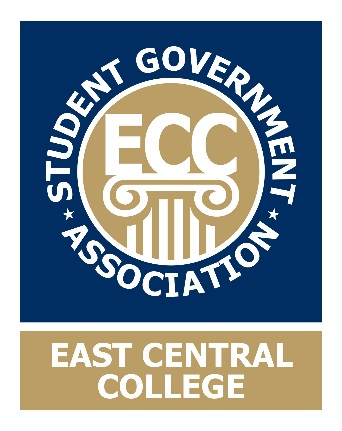 STUDENT GOVERNMENT
ECC
ASSOCIATION
EAST CENTRAL
COLLEGE